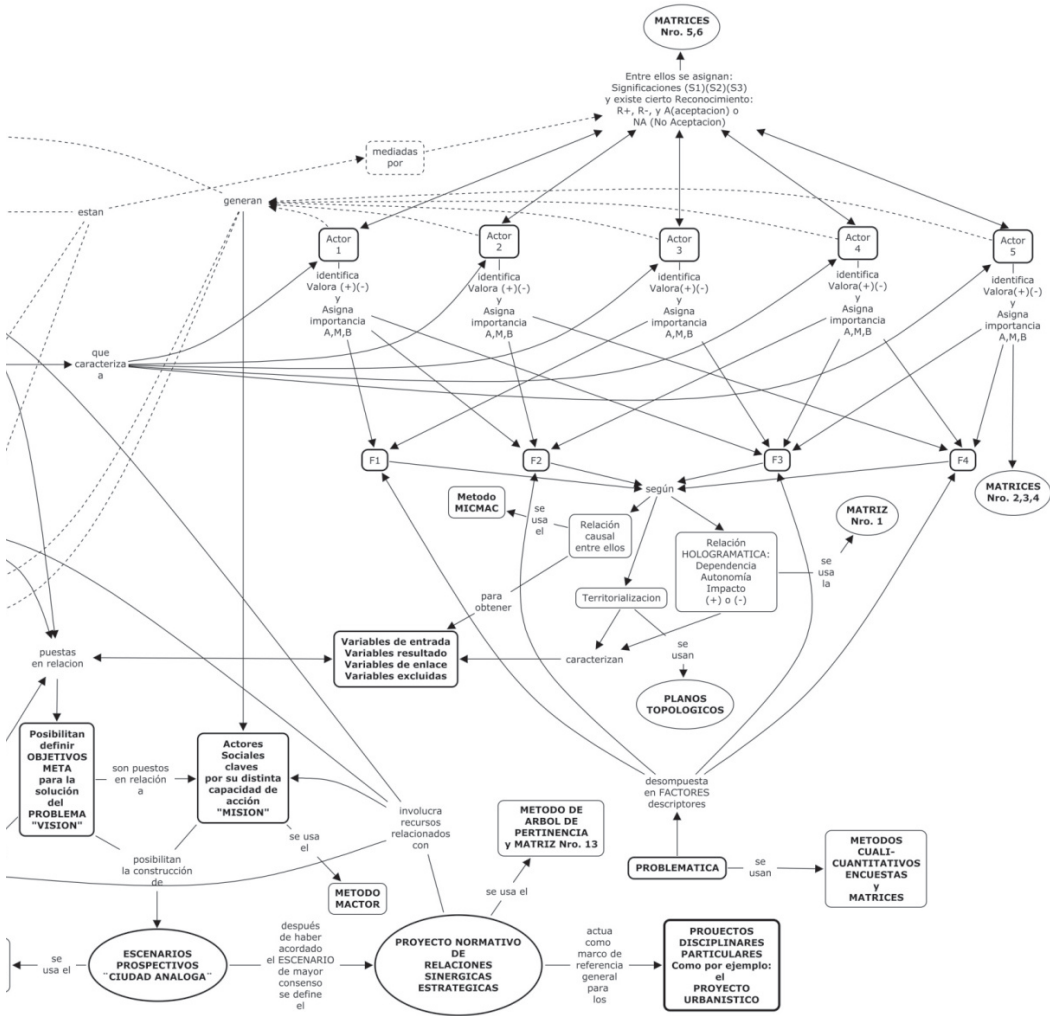 MATRICES
Nro. 5,6
Entre ellos se asignan:
Significaciones (S1)(S2)(S3)
y existe cierto Reconocimiento:
R+, R-, y A(aceptacion) o
NA (No Aceptacion)
mediadas
por
estan
generan
Actor
1
Actor
2
Actor
3
Actor
4
Actor
5
identifica
Valora (+)(-)
y
Asigna
importancia
A,M,B
identifica
Valora (+)(-)
y
Asigna
importancia
A,M,B
identifica
Valora (+)(-)
y
Asigna
importancia
A,M,B
identifica
Valora(+)(-)
y
Asigna
importancia
A,M,B
identifica
Valora(+)(-)
y
Asigna
importancia
A,M,B
que
caracteriz
a
F1
F2
F3
F4
según
MATRICES
Nro. 2,3,4
Metodo
MICMAC
se
usa
el
Relación
causal
entre ellos
Relación
HOLOGRAMATICA:
Dependencia
Autonomía
Impacto
(+) o (-)
MATRIZ
Nro. 1
se
usa
la
para
obtener
Territorializacion
Variables de entrada
Variables resultado
Variables de enlace
Variables excluidas
caracterizan
se
usan
PLANOS
TOPOLOGICOS
puestas
en relacion
Posibilitan
definir
OBJETIVOS
META
para la
solución
del
PROBLEMA
"VISION"
son puestos
en relación
a
Actores
Sociales
claves
por su distinta
capacidad de
acción
"MISION"
desompuesta
en FACTORES
descriptores
involucra
recursos
relacionados
con
METODO DE
ARBOL DE
PERTINENCIA
y MATRIZ Nro. 13
se usa
el
METODO
MACTOR
posibilitan
la construcción
de
se usa el
PROBLEMATICA
se
usan
METODOS
CUALI-
CUANTITATIVOS
ENCUESTAS
y
MATRICES
se
usa el
ESCENARIOS
PROSPECTIVOS
¨CIUDAD ANALOGA¨
después
de haber
acordado
el ESCENARIO
de mayor
consenso
se define
el
PROYECTO NORMATIVO
DE
RELACIONES
SINERGICAS
ESTRATEGICAS
actua
como
marco de
referencia
general
para
los
PROUECTOS
DISCIPLINARES
PARTICULARES
Como por ejemplo:
el
PROYECTO
URBANISTICO